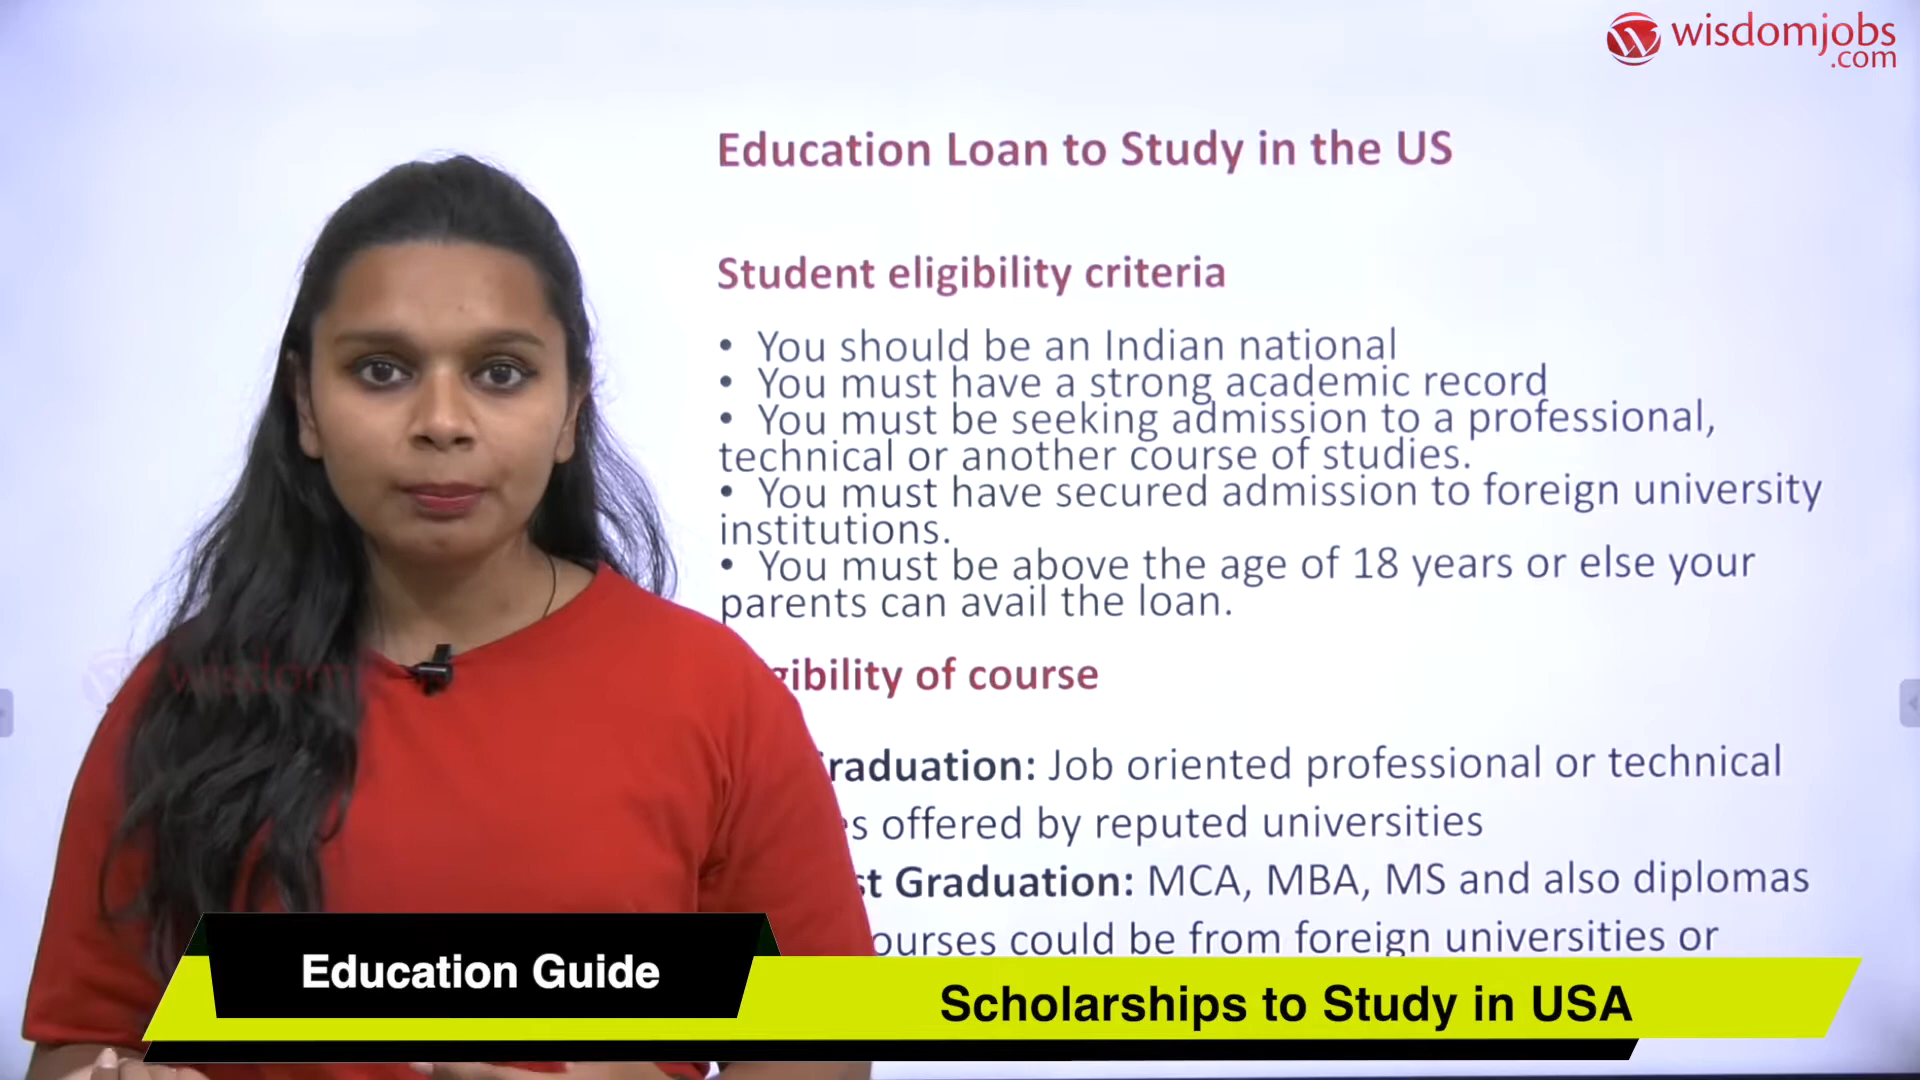 wisdomjobs
.com
Education Loan to Study in the US
Student eligibility criteria
• You should be an Indian national
• You must have a strong academic record
• You must be seeking admission to a professional,
technical or another course of studies.
• You must have secured admission to foreign university
institutions.
• You must be above the age of 18 years or else your
parents can avail the loan.
gibility of course
raduation: Job oriented professional or technical
s offered by reputed universities
st Graduation: MCA, MBA, MS and also diplomas
ourses could be from foreign universities or
wisdom
Education Guide
Scholarships to Study in USA